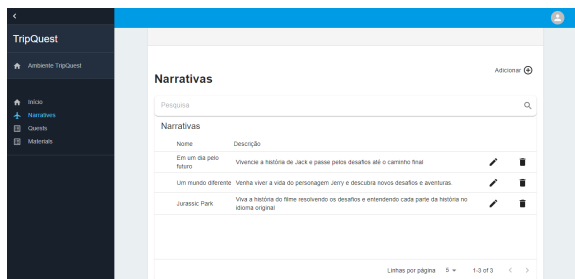 TripQuest
Ambiente TripQuest
Início
Narratives
Quests
Materials
Narrativas
Adicionar
Pesquisa
Narrativas
Nome Descrição
Em um dia pelo
futuro
Vivencie a história de Jack e passe pelos desafios até o caminho final
Um mundo diferente Venha viver a vida do personagem Jerry e descubra novos desafios e aventuras.
Jurassic Park
Viva a história do filme resolvendo os desafios e entendendo cada parte da história no
idioma original
Linhas por página 5 1-3 of 3